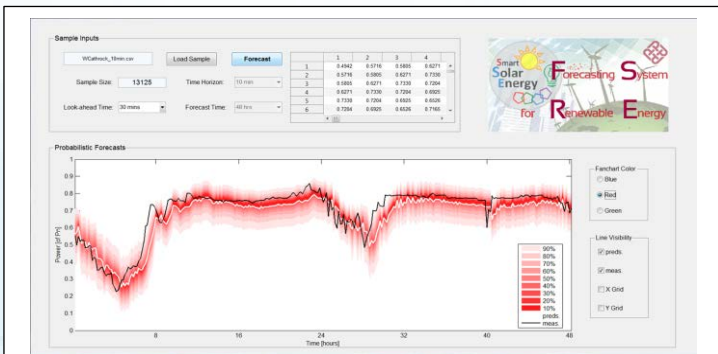 Sample Inputs
WCathrock_10min.csv
Load Sample
Forecast
Sample Size: 13125
Time Horizon: 10 min
Look-ahead Time: 30 mins
Forecast Time: 48 hrs
1 2 3 4
1 0.4942 0.5716 0.5805 0.6271
2 0.5716 0.5805 0.6271 0.7330
3 0.5805 0.6271 0.7330 0.7204
4 0.6271 0.7330 0.7204 0.6925
5 0.7330 0.7204 0.6925 0.6526
6 0.7204 0.6925 0.6526 0.7165
Smart
Solar
Energy
Forecasting System
for Renewable Energy
Probabilistic Forecasts
1
0.9
0.8
0.7
0.6
0.5
0.4
0.3
0.2
0.1
0
Power [of Pn]
8 16 24 32 40 48
Time [hours]
90%
80%
70%
60%
50%
40%
30%
20%
10%
preds.
meas.
Fanchart Color
Blue
Red
Green
Line Visibility
preds.
meas.
X Grid
Y Grid